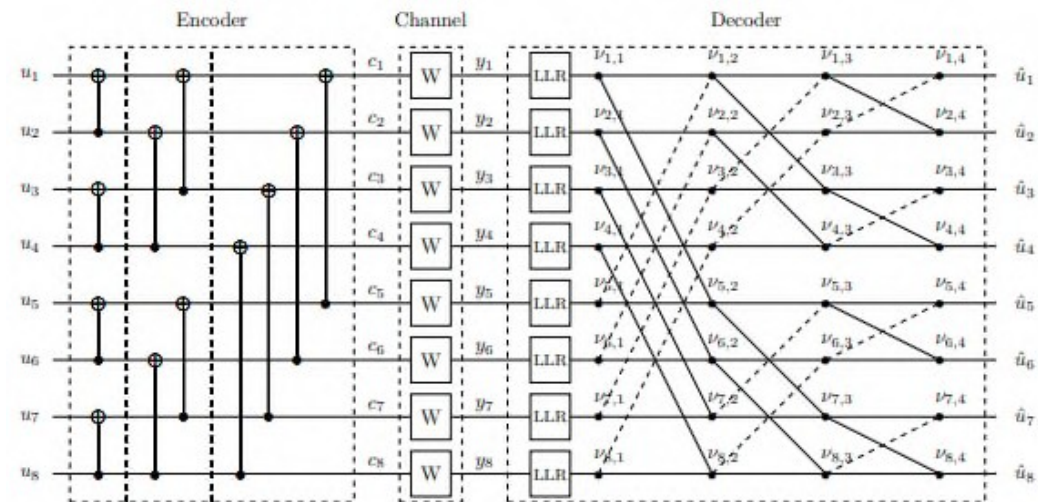 Encoder Channel Decoder
u₁ c₁ W y₁ LLR ν₁,₁ ν₁,₂ ν₁,₃ ν₁,₄ û₁
u₂ c₂ W y₂ LLR ν₂,₁ ν₂,₂ ν₂,₃ ν₂,₄ û₂
u₃ c₃ W y₃ LLR ν₃,₁ ν₃,₂ ν₃,₃ ν₃,₄ û₃
u₄ c₄ W y₄ LLR ν₄,₁ ν₄,₂ ν₄,₃ ν₄,₄ û₄
u₅ c₅ W y₅ LLR ν₅,₁ ν₅,₂ ν₅,₃ ν₅,₄ û₅
u₆ c₆ W y₆ LLR ν₆,₁ ν₆,₂ ν₆,₃ ν₆,₄ û₆
u₇ c₇ W y₇ LLR ν₇,₁ ν₇,₂ ν₇,₃ ν₇,₄ û₇
u₈ c₈ W y₈ LLR ν₈,₁ ν₈,₂ ν₈,₃ ν₈,₄ û₈